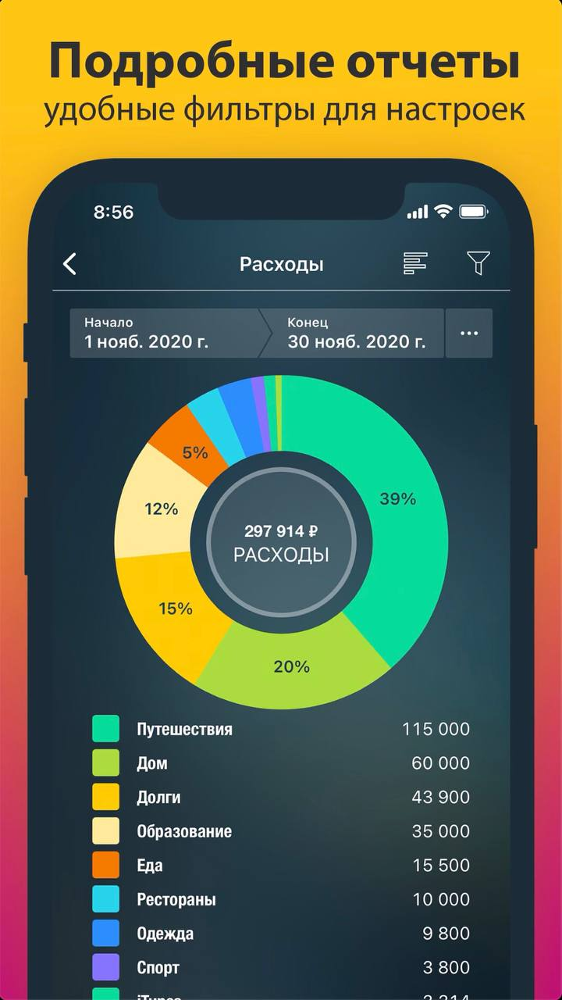 Подробные отчеты
удобные фильтры для настроек
8:56
Расходы
Начало
1 нояб. 2020 г.
Конец
30 нояб. 2020 г.
5%
39%
12%
297 914 ₽
РАСХОДЫ
15%
20%
Путешествия 115 000
Дом 60 000
Долги 43 900
Образование 35 000
Еда 15 500
Рестораны 10 000
Одежда 9 800
Спорт 3 800
iTunes